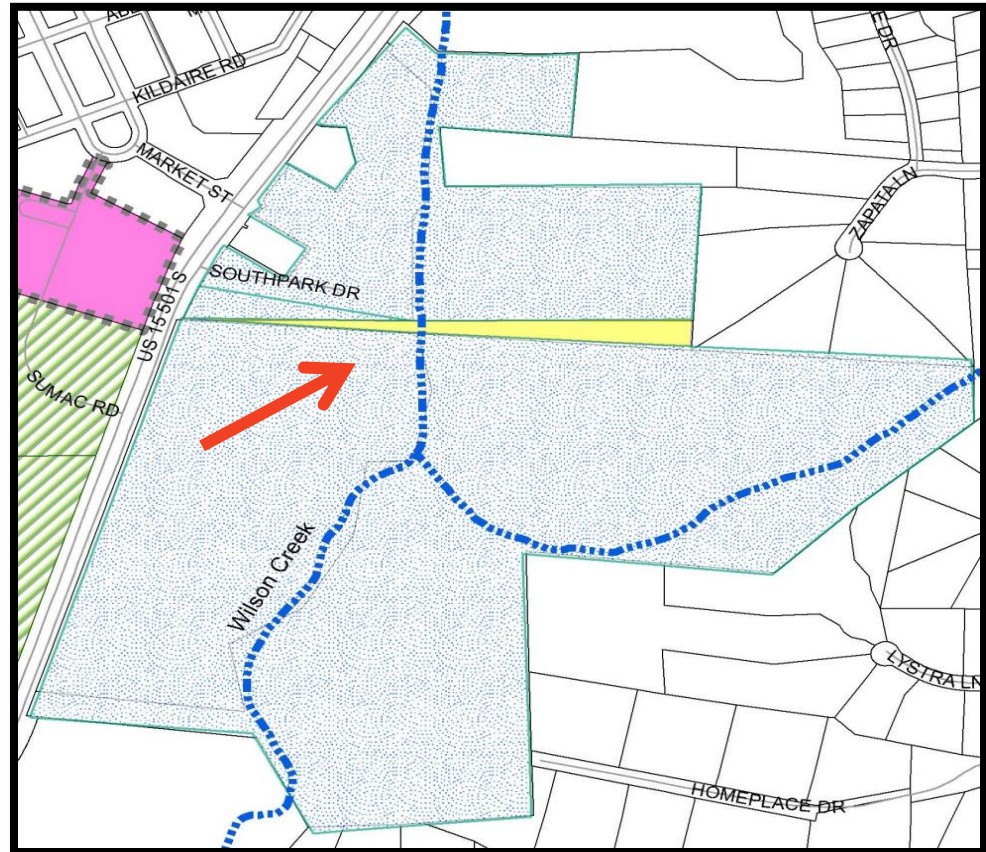 KILDAIRE RD
MARKET ST
E DR
ZAPATA LN
SOUTHPARK DR
US 15 501 S
SUMAC RD
Wilson Creek
LYSTRA LN
HOMEPLACE DR